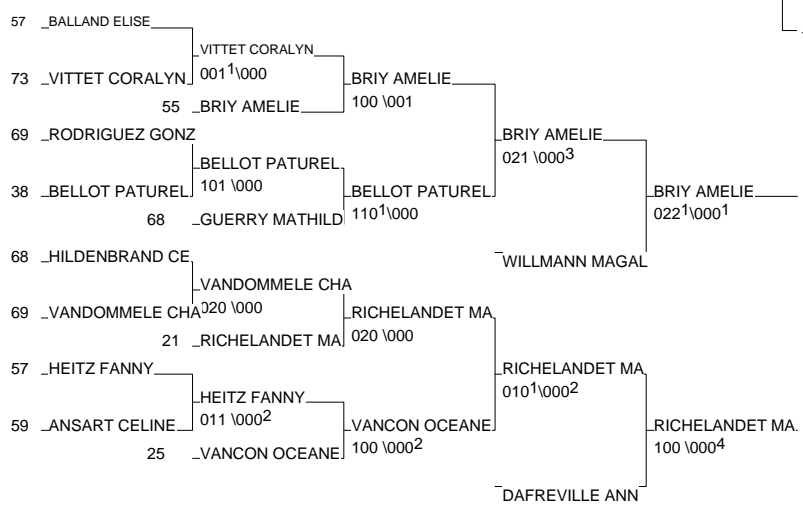 57 BALLAND ELISE
VITTET CORALYN
73 VITTET CORALYN 001¹\000 BRIY AMELIE
55 BRIY AMELIE 100 \001
69 RODRIGUEZ GONZ BRIY AMELIE
021 \000³
BELLOT PATUREL
38 BELLOT PATUREL 101 \000 BELLOT PATUREL BRIY AMELIE
68 GUERRY MATHILD 110¹\000 022¹\000¹
68 HILDENBRAND CE WILLMANN MAGAL
VANDOMMELE CHA
69 VANDOMMELE CHA 020 \000 RICHELANDET MA
21 RICHELANDET MA 020 \000
57 HEITZ FANNY RICHELANDET MA
010¹\000²
HEITZ FANNY
59 ANSART CELINE 011 \000² VANCON OCEANE RICHELANDET MA
25 VANCON OCEANE 100 \000² 100 \000⁴
DAFREVILLE ANN